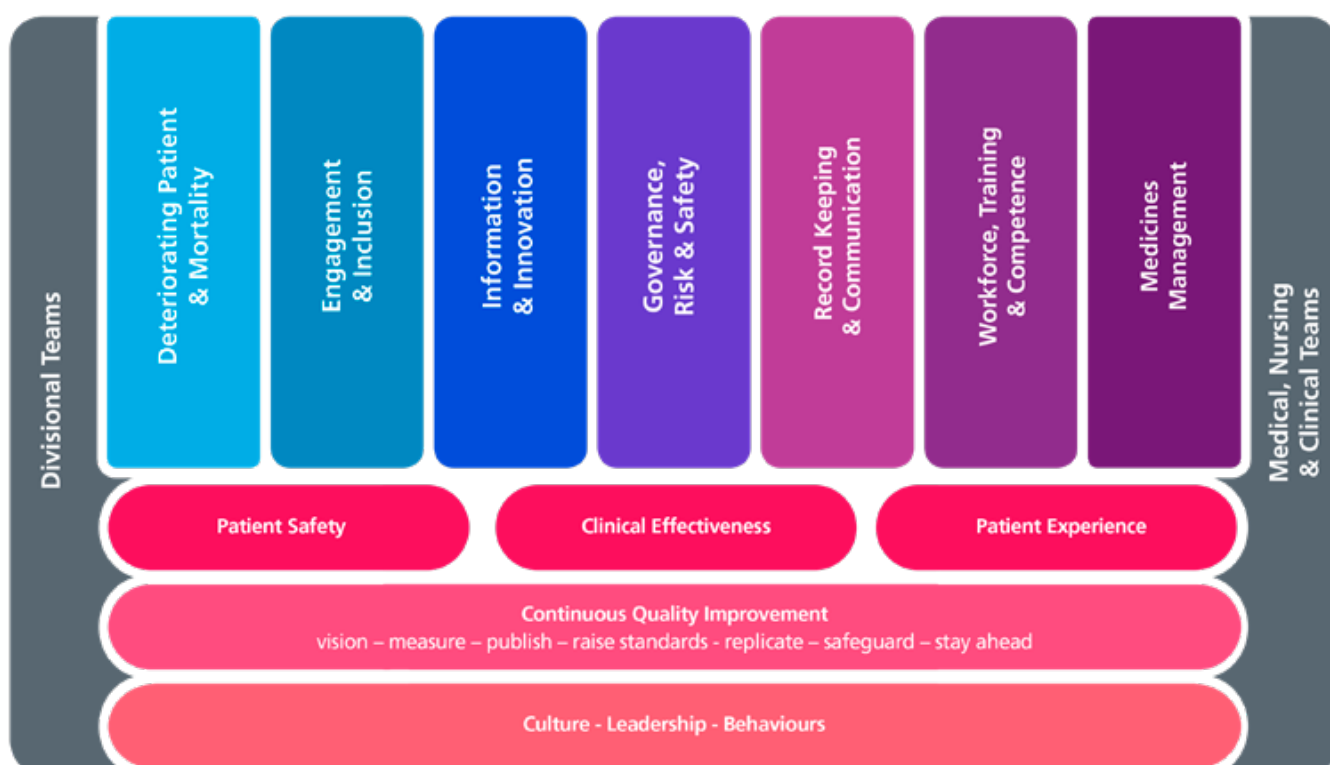 Divisional Teams
Deteriorating Patient
& Mortality
Engagement
& Inclusion
Information
& Innovation
Governance,
Risk & Safety
Record Keeping
& Communication
Workforce, Training
& Competence
Medicines
Management
Medical, Nursing
& Clinical Teams
Patient Safety
Clinical Effectiveness
Patient Experience
Continuous Quality Improvement
vision – measure – publish – raise standards - replicate – safeguard – stay ahead
Culture - Leadership - Behaviours